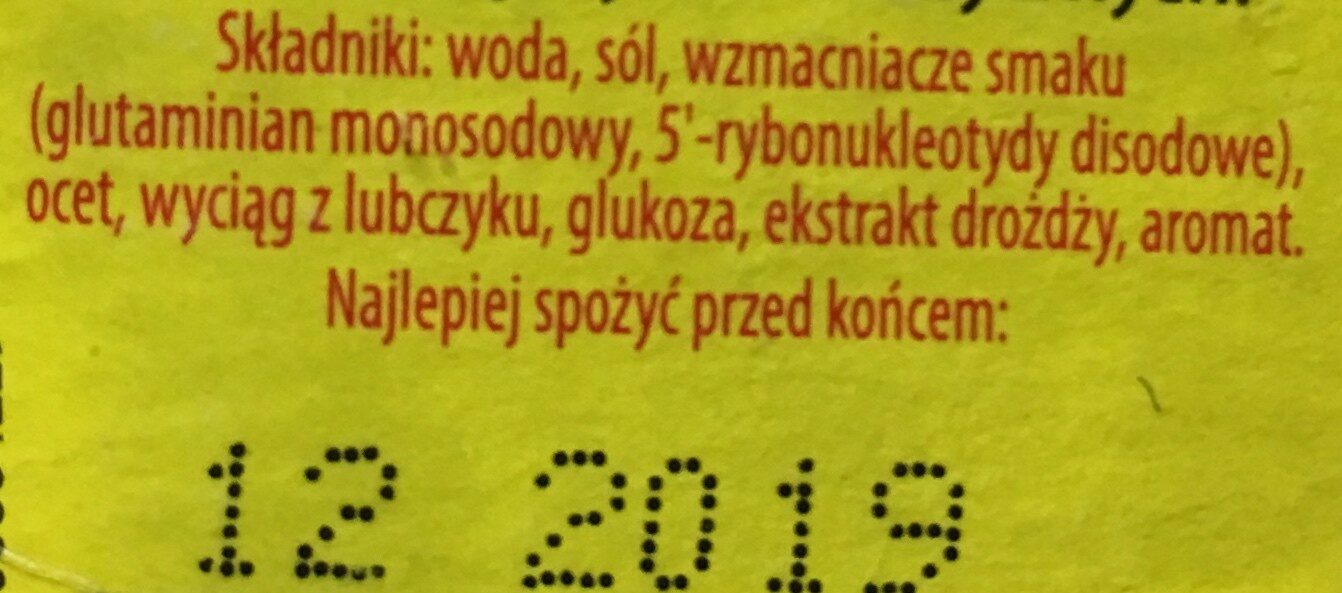 Składniki: woda, sól, wzmacniacze smaku
(glutaminian monosodowy, 5'-rybonukleotydy disodowe),
ocet, wyciąg z lubczyku, glukoza, ekstrakt drożdży, aromat.
Najlepiej spożyć przed końcem:
12 2019